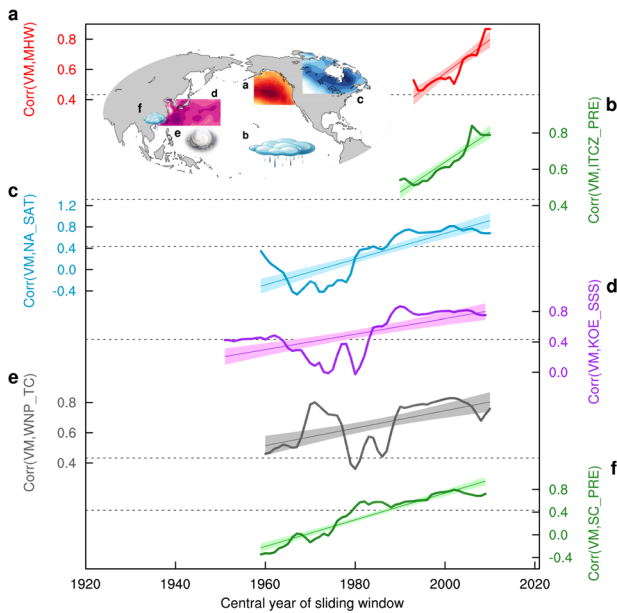 a
Corr(VM,MHW)
0.8
0.6
0.4
a
b
c
d
e
f
b
Corr(VM,ITCZ_PRE)
0.8
0.6
0.4
c
Corr(VM,NA_SAT)
1.2
0.8
0.4
0.0
-0.4
d
Corr(VM,KOE_SSS)
0.8
0.4
0.0
e
Corr(VM,WNP_TC)
0.8
0.6
0.4
f
Corr(VM,SC_PRE)
0.8
0.4
0.0
-0.4
1920 1940 1960 1980 2000 2020
Central year of sliding window